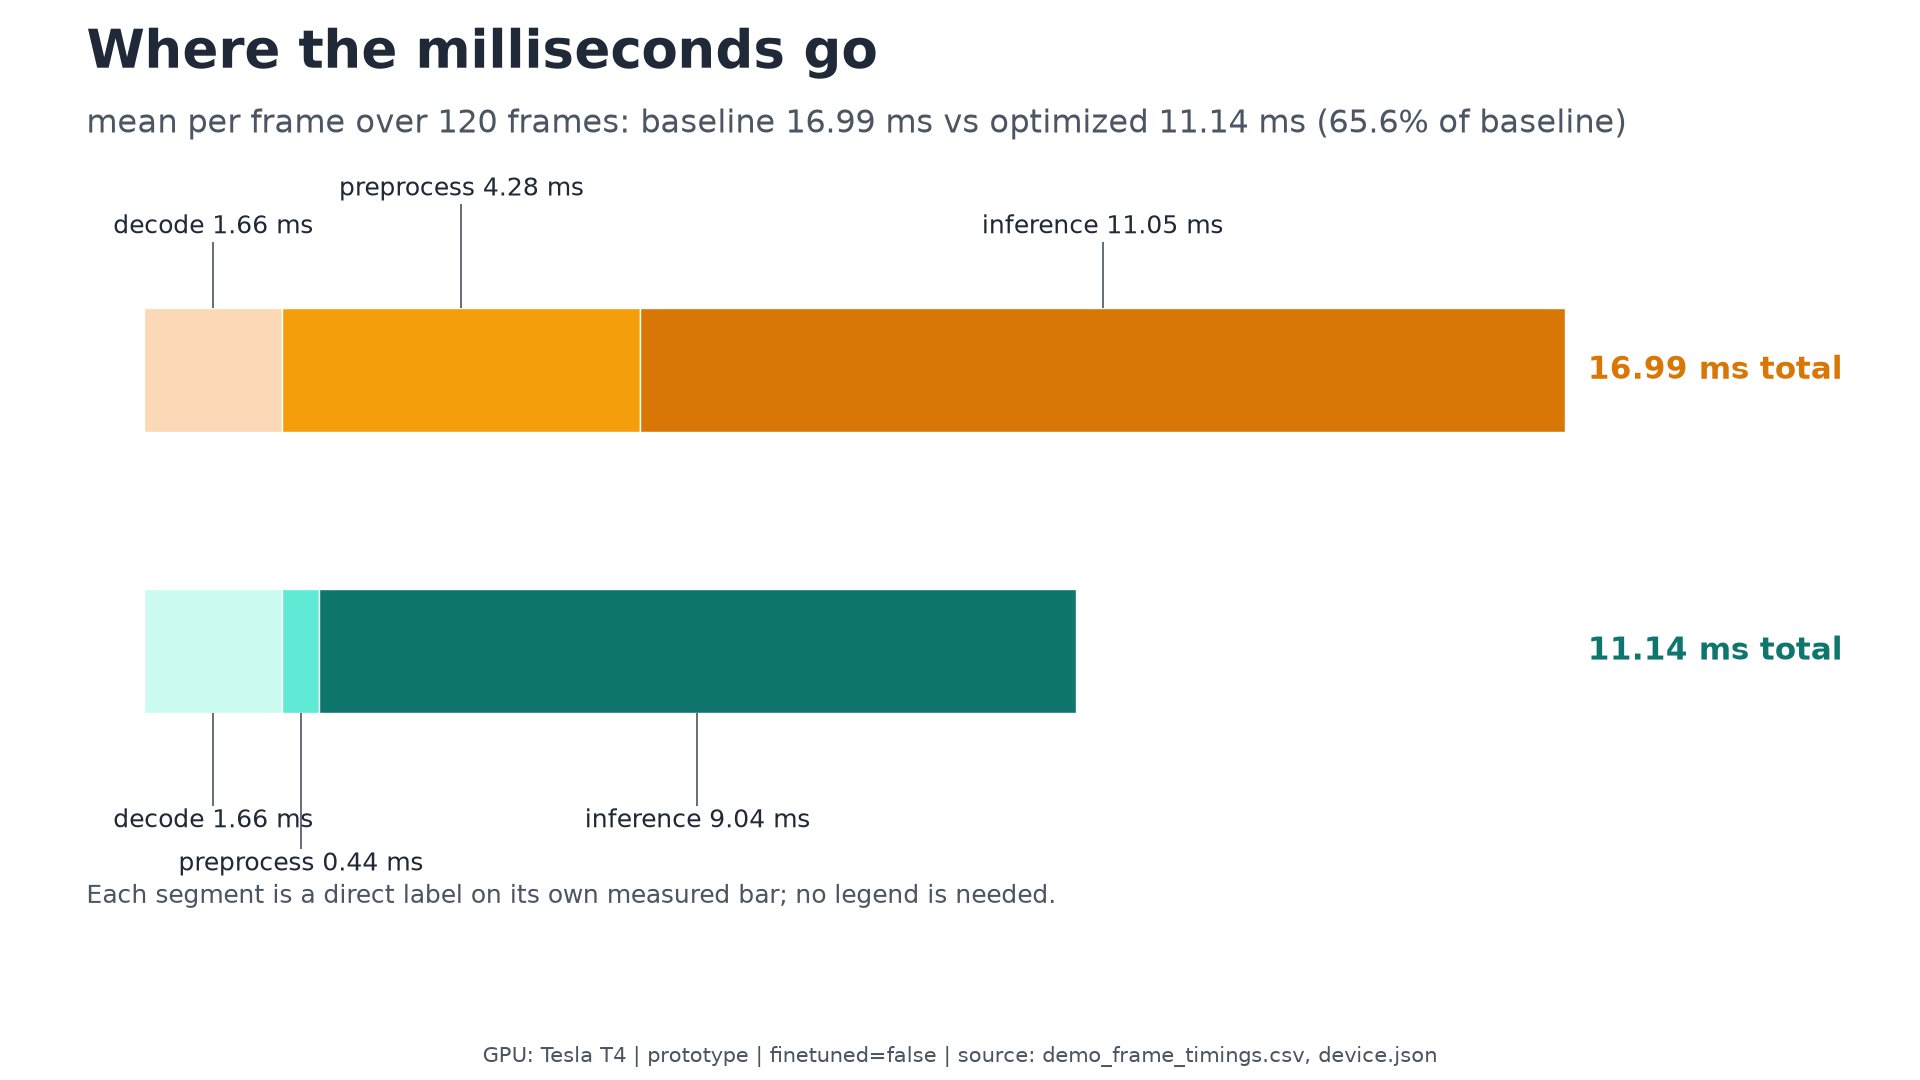 Where the milliseconds go
mean per frame over 120 frames: baseline 16.99 ms vs optimized 11.14 ms (65.6% of baseline)
preprocess 4.28 ms
decode 1.66 ms
inference 11.05 ms
16.99 ms total
11.14 ms total
decode 1.66 ms
inference 9.04 ms
preprocess 0.44 ms
Each segment is a direct label on its own measured bar; no legend is needed.
GPU: Tesla T4 | prototype | finetuned=false | source: demo_frame_timings.csv, device.json